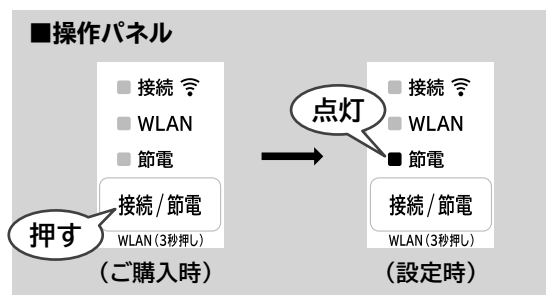 ■操作パネル
接続
WLAN
節電
接続/節電
押す
WLAN(3秒押し)
(ご購入時)
接続
点灯
WLAN
節電
接続/節電
WLAN(3秒押し)
(設定時)